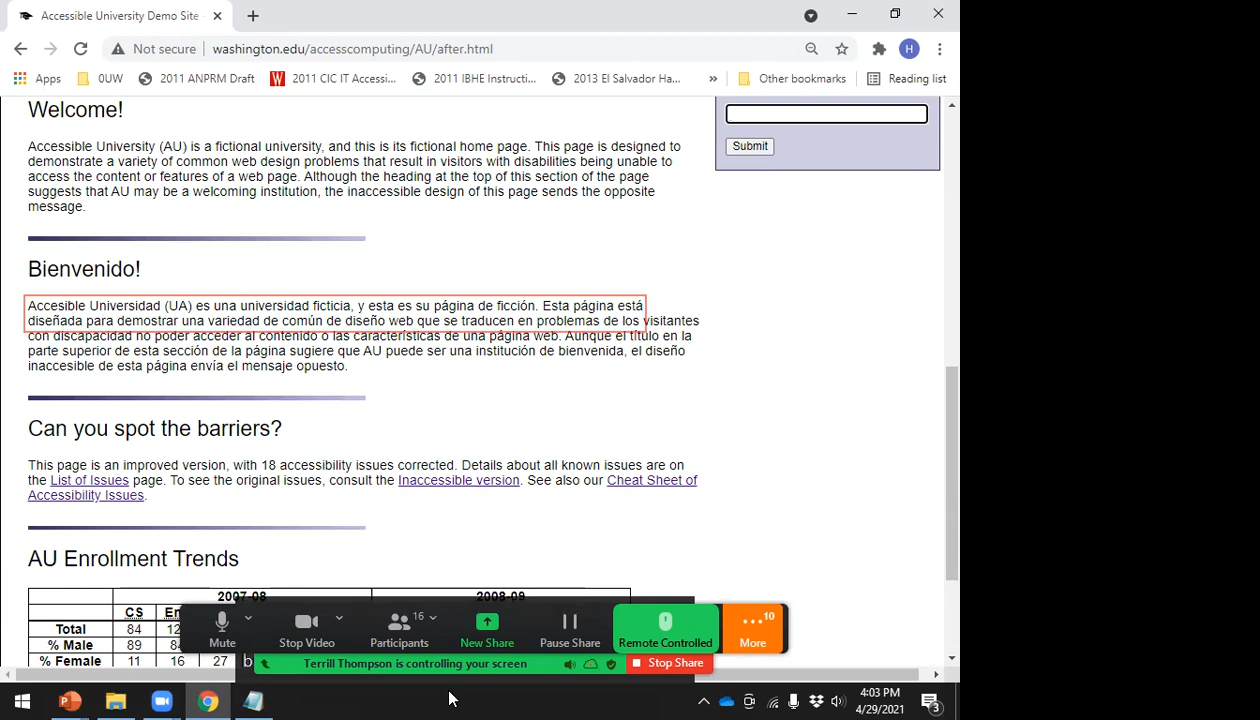 Accessible University Demo Site
Not secure washington.edu/accesscomputing/AU/after.html H
Apps 0UW 2011 ANPRM Draft W 2011 CIC IT Accessi... 2011 IBHE Instructi... 2013 El Salvador Ha... » Other bookmarks Reading list
Welcome!
Submit
Accessible University (AU) is a fictional university, and this is its fictional home page. This page is designed to
demonstrate a variety of common web design problems that result in visitors with disabilities being unable to
access the content or features of a web page. Although the heading at the top of this section of the page
suggests that AU may be a welcoming institution, the inaccessible design of this page sends the opposite
message.
Bienvenido!
Accesible Universidad (UA) es una universidad ficticia, y esta es su página de ficción. Esta página está
diseñada para demostrar una variedad de común de diseño web que se traducen en problemas de los visitantes
con discapacidad no poder acceder al contenido o las características de una página web. Aunque el título en la
parte superior de esta sección de la página sugiere que AU puede ser una institución de bienvenida, el diseño
inaccesible de esta página envía el mensaje opuesto.
Can you spot the barriers?
This page is an improved version, with 18 accessibility issues corrected. Details about all known issues are on
the List of Issues page. To see the original issues, consult the Inaccessible version. See also our Cheat Sheet of
Accessibility Issues.
AU Enrollment Trends
2007-08 2008-09
CS
Total 84
% Male 89
% Female 11 16 27
16 10
Mute Stop Video Participants New Share Pause Share Remote Controlled More
Terrill Thompson is controlling your screen Stop Share
4:03 PM
4/29/2021 3